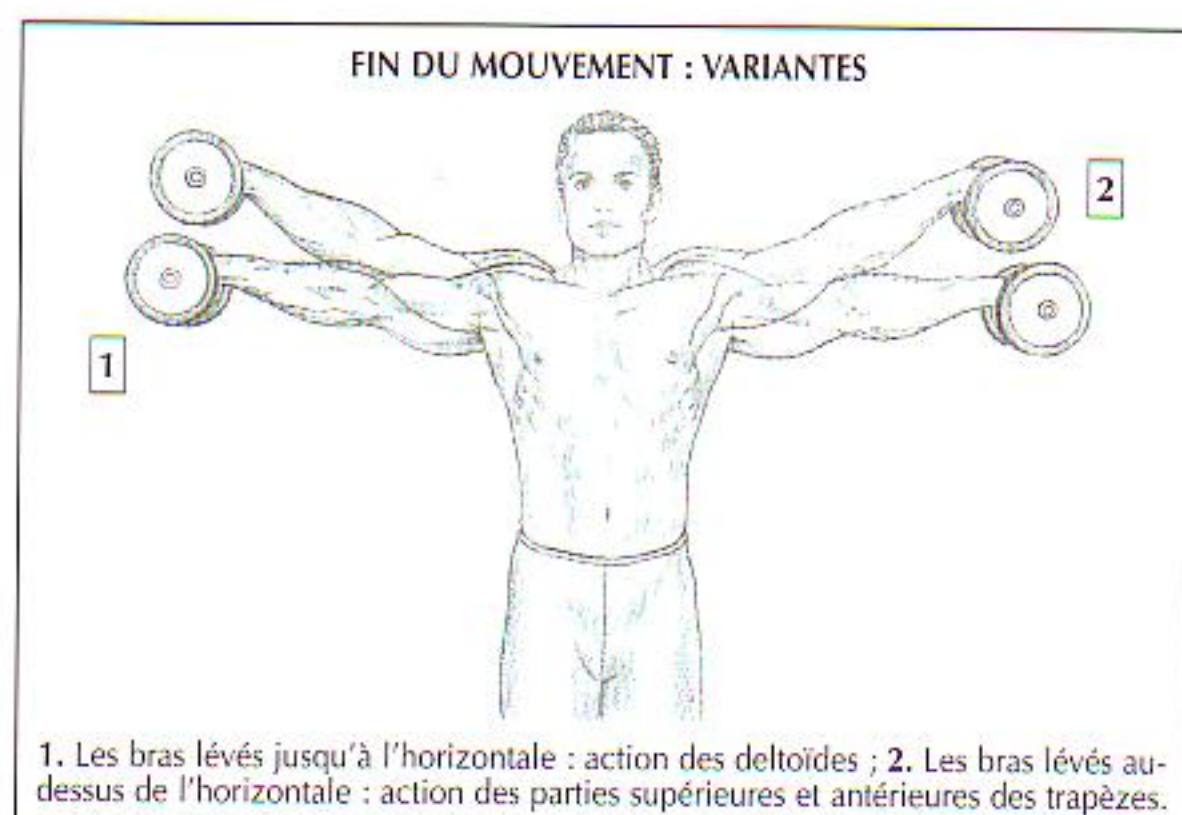 FIN DU MOUVEMENT : VARIANTES
2
1
1. Les bras lévés jusqu'à l'horizontale : action des deltoïdes ; 2. Les bras lévés au-
dessus de l'horizontale : action des parties supérieures et antérieures des trapèzes.